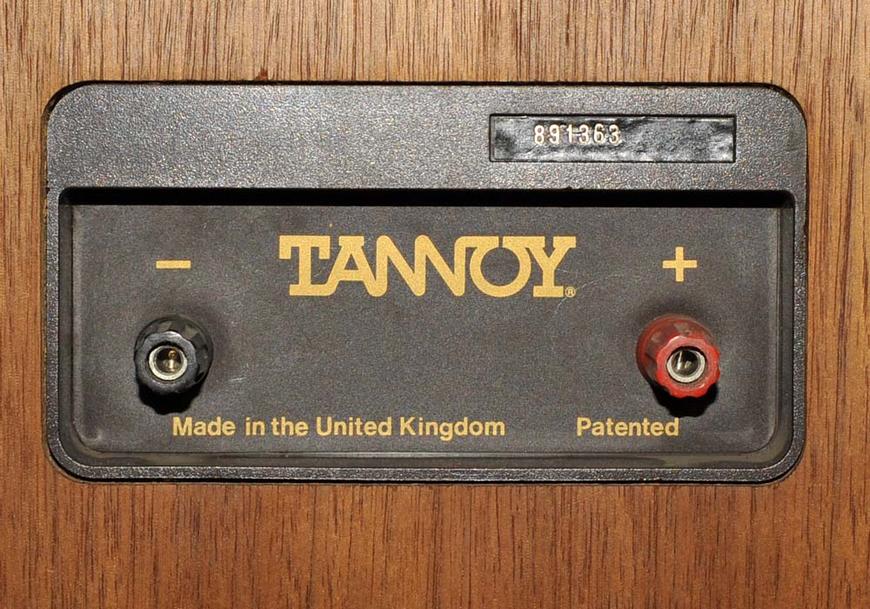 891363
- TANNOY® +
Made in the United Kingdom Patented